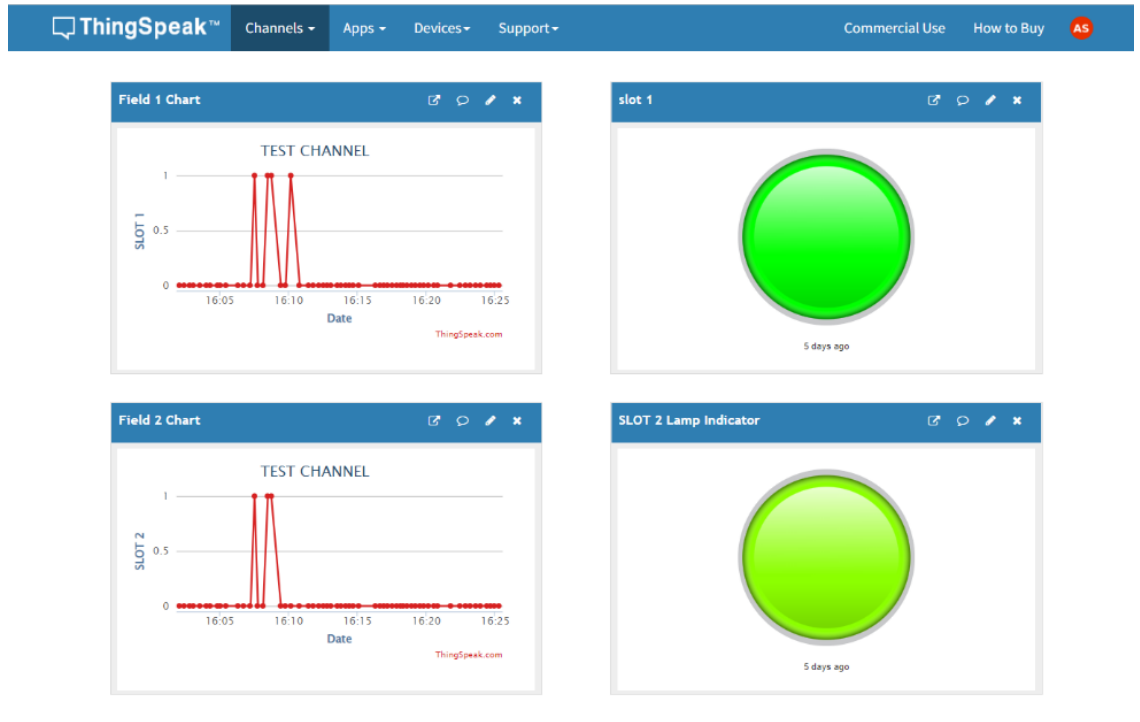 ThingSpeak™ Channels Apps Devices Support Commercial Use How to Buy AS
Field 1 Chart
TEST CHANNEL
1
0.5
0
SLOT 1
16:05 16:10 16:15 16:20 16:25
Date
ThingSpeak.com
slot 1
5 days ago
Field 2 Chart
TEST CHANNEL
1
0.5
0
SLOT 2
16:05 16:10 16:15 16:20 16:25
Date
ThingSpeak.com
SLOT 2 Lamp Indicator
5 days ago